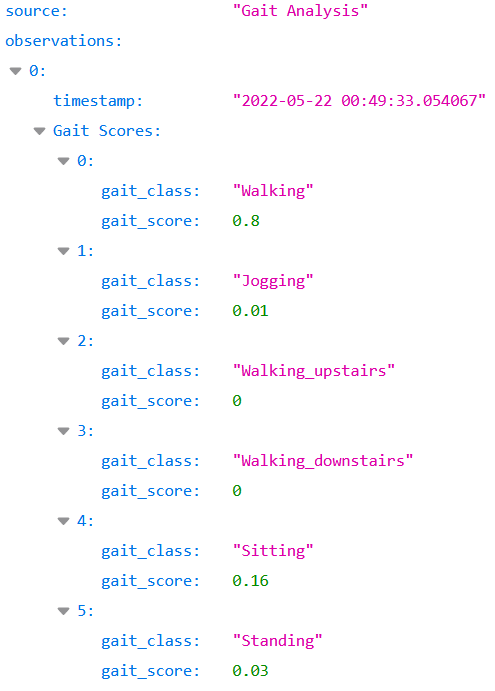 source: "Gait Analysis"
observations:
0:
timestamp: "2022-05-22 00:49:33.054067"
Gait Scores:
0:
gait_class: "Walking"
gait_score: 0.8
1:
gait_class: "Jogging"
gait_score: 0.01
2:
gait_class: "Walking_upstairs"
gait_score: 0
3:
gait_class: "Walking_downstairs"
gait_score: 0
4:
gait_class: "Sitting"
gait_score: 0.16
5:
gait_class: "Standing"
gait_score: 0.03